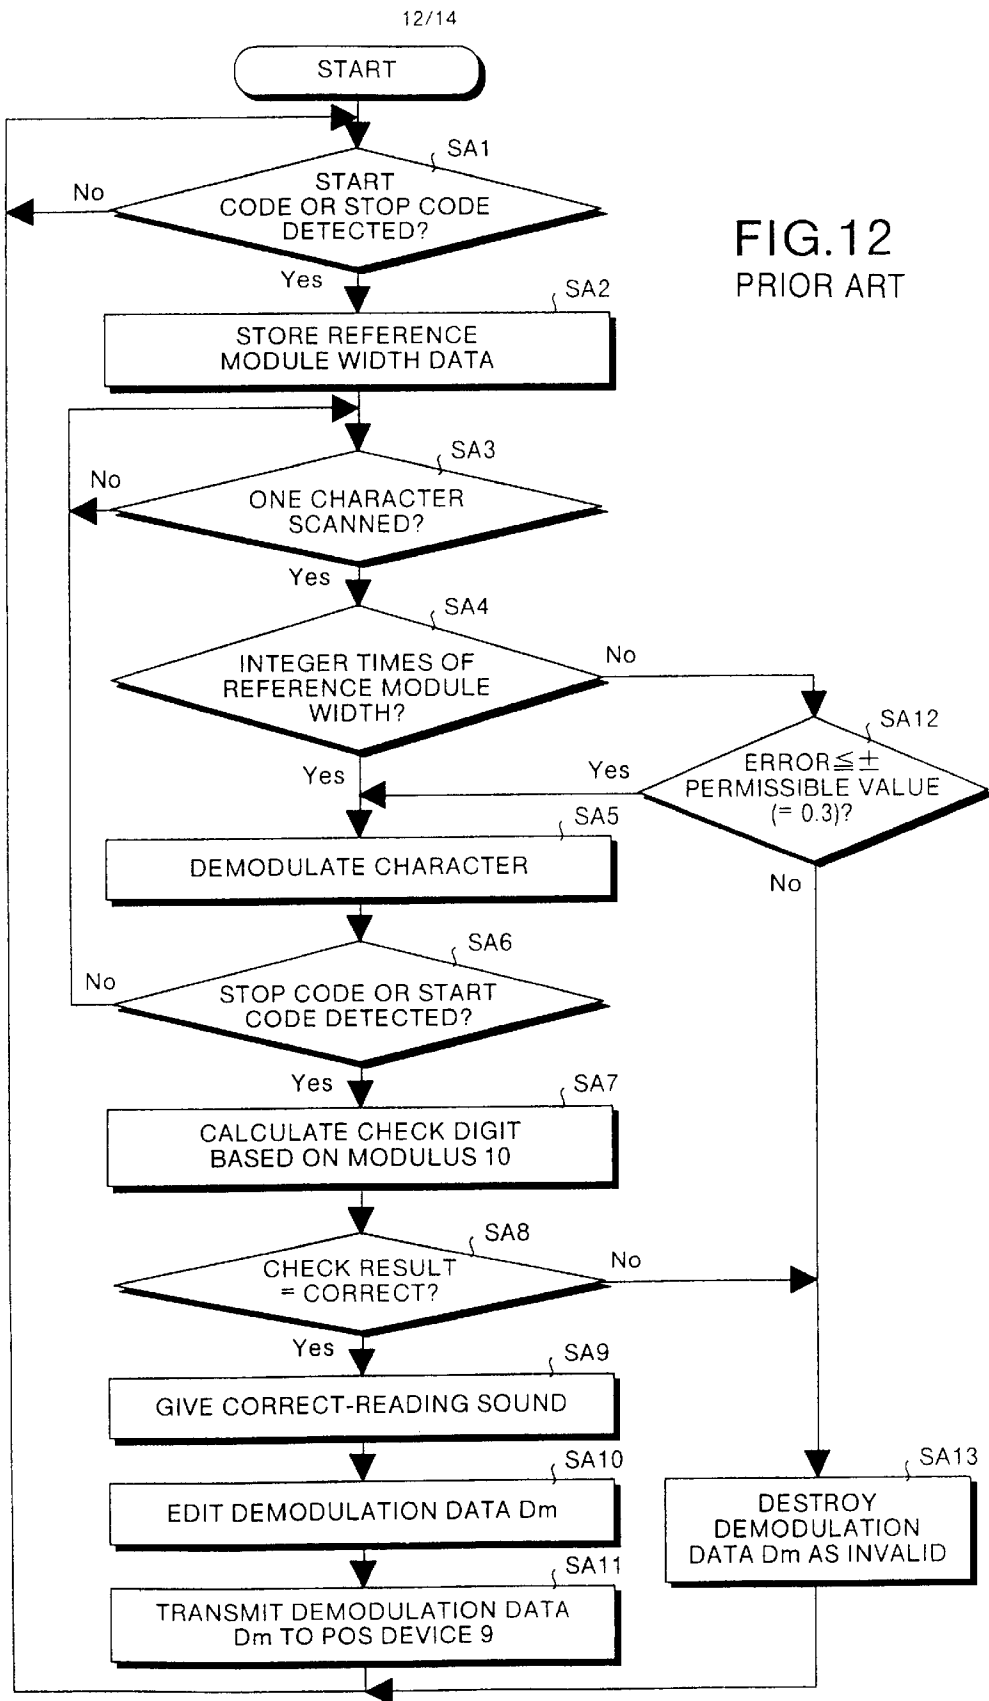 12/14
START
SA1
No
START
CODE OR STOP CODE
DETECTED?
FIG.12
PRIOR ART
Yes
SA2
STORE REFERENCE
MODULE WIDTH DATA
SA3
No
ONE CHARACTER
SCANNED?
Yes
SA4
INTEGER TIMES OF
REFERENCE MODULE
WIDTH?
No
SA12
ERROR≦±
PERMISSIBLE VALUE
(= 0.3)?
Yes
Yes
SA5
DEMODULATE CHARACTER
No
SA6
No
STOP CODE OR START
CODE DETECTED?
Yes
SA7
CALCULATE CHECK DIGIT
BASED ON MODULUS 10
SA8
CHECK RESULT
= CORRECT?
No
Yes
SA9
GIVE CORRECT-READING SOUND
SA10
EDIT DEMODULATION DATA Dm
SA13
DESTROY
DEMODULATION
DATA Dm AS INVALID
SA11
TRANSMIT DEMODULATION DATA
Dm TO POS DEVICE 9